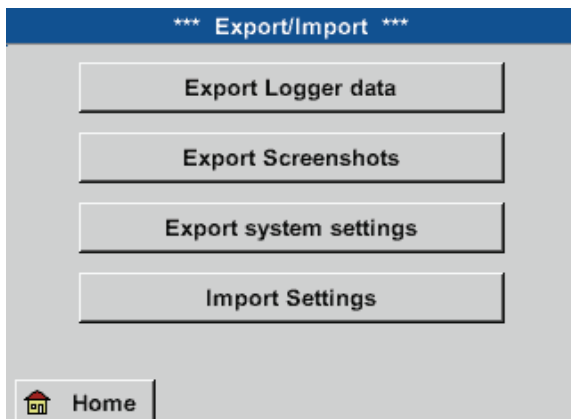 *** Export/Import ***
Export Logger data
Export Screenshots
Export system settings
Import Settings
Home